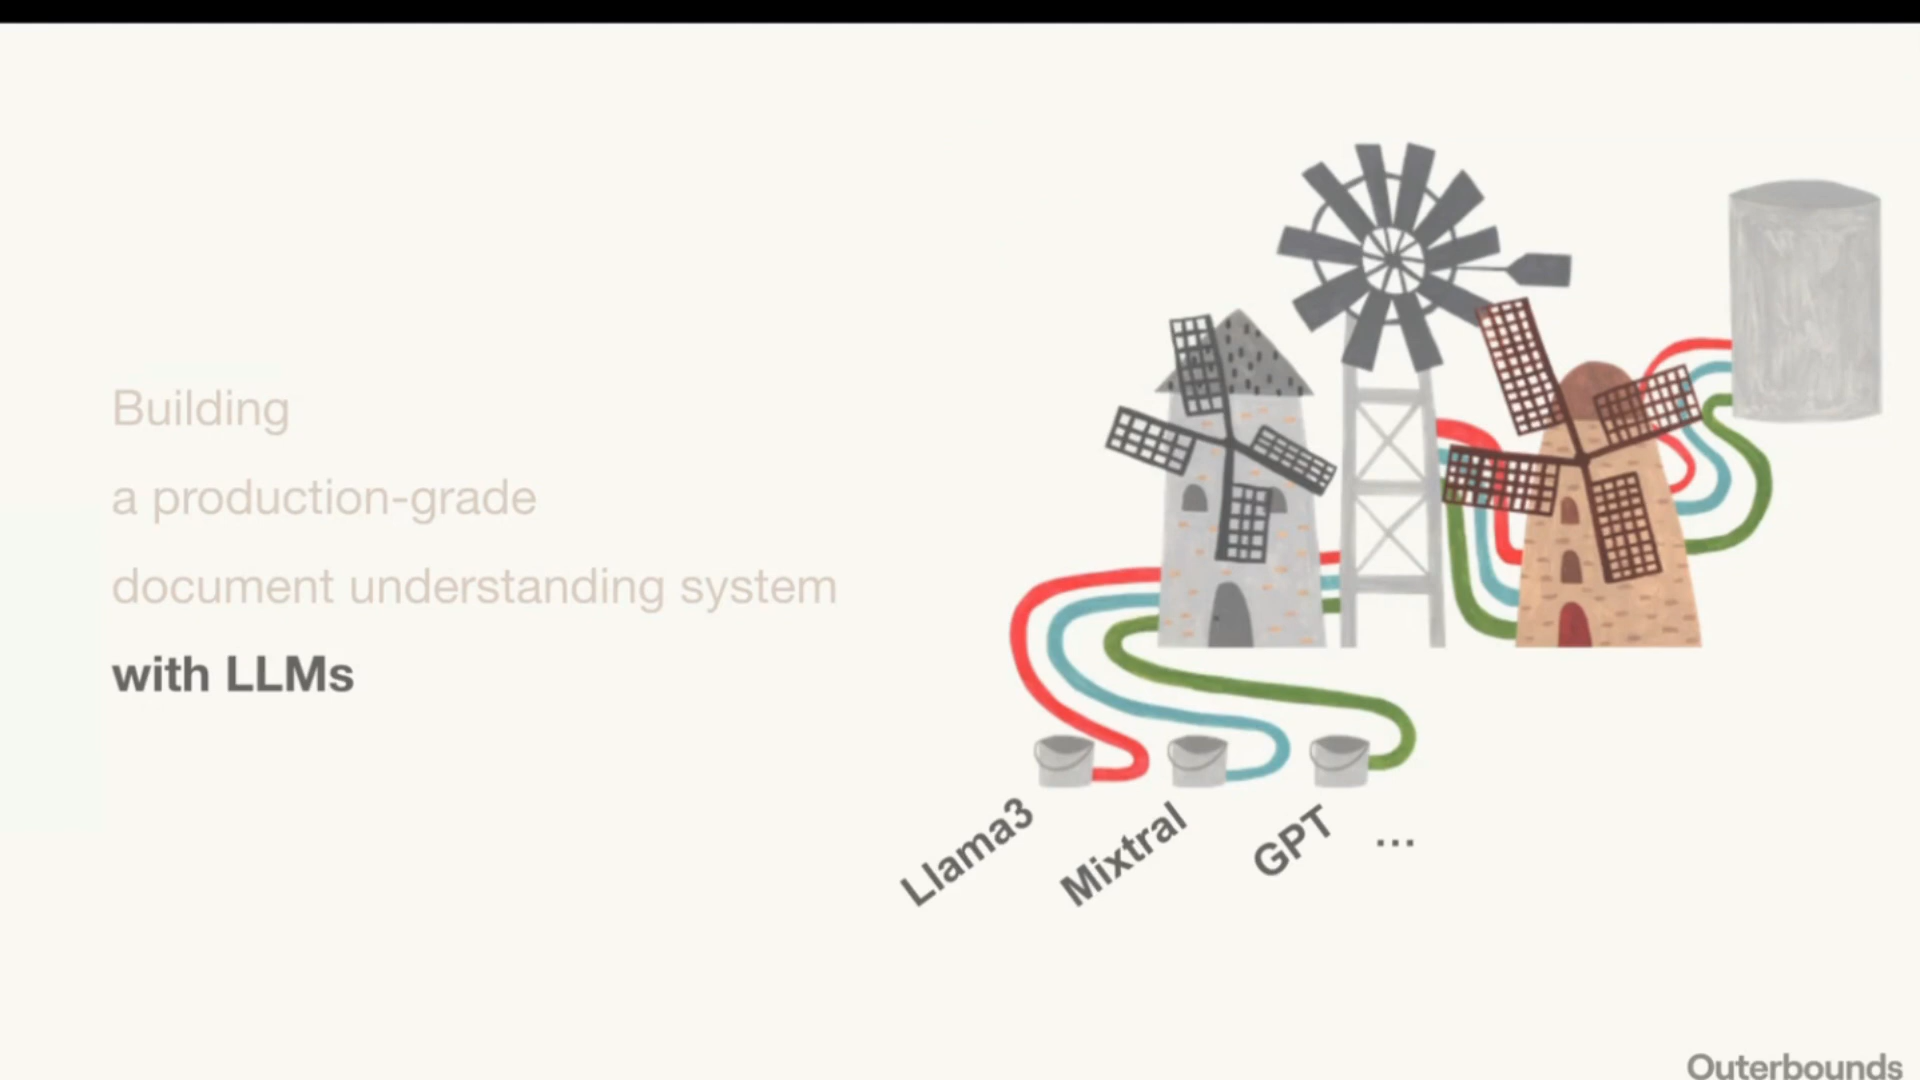 Building
a production-grade
document understanding system
with LLMs
Llama3
Mixtral
GPT
...
Outerbounds